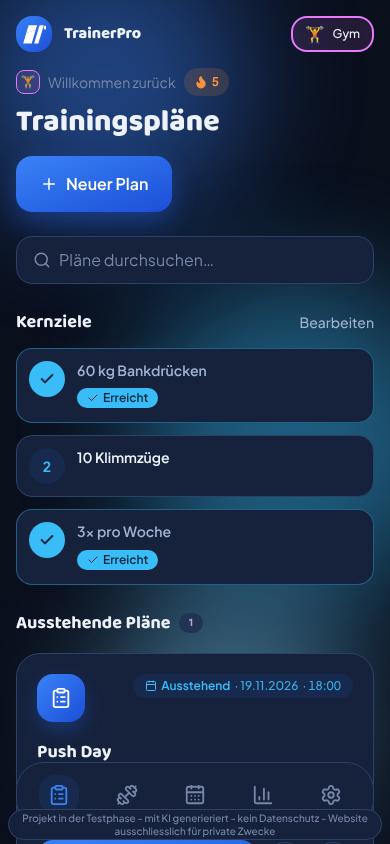 TrainerPro
Gym
Willkommen zurück
5
Trainingspläne
Neuer Plan
Pläne durchsuchen...
Kernziele
Bearbeiten
60 kg Bankdrücken
Erreicht
2
10 Klimmzüge
3× pro Woche
Erreicht
Ausstehende Pläne 1
Ausstehend · 19.11.2026 · 18:00
Push Day
Projekt in der Testphase – mit KI generieriert – kein Datenschutz – Website
ausschliesslich für private Zwecke